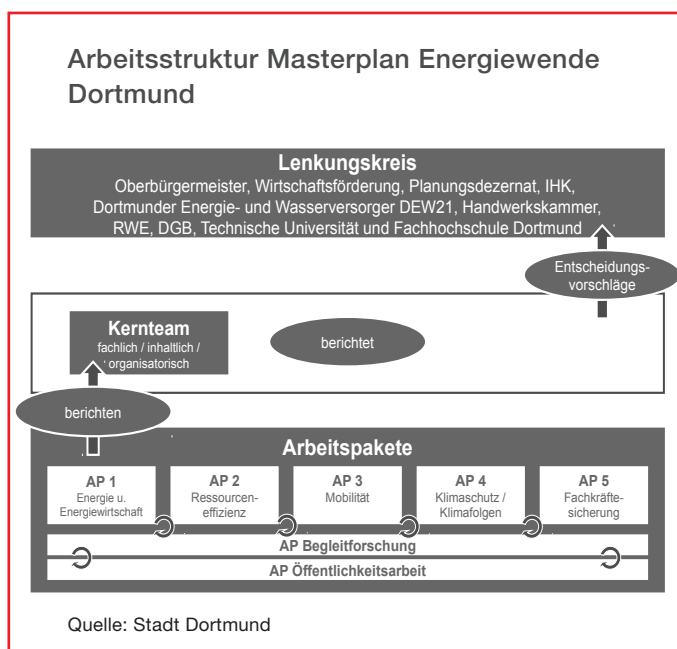 Arbeitsstruktur Masterplan Energiewende
Dortmund
Lenkungskreis
Oberbürgermeister, Wirtschaftsförderung, Planungsdezernat, IHK,
Dortmunder Energie- und Wasserversorger DEW21, Handwerkskammer,
RWE, DGB, Technische Universität und Fachhochschule Dortmund
Entscheidungs-
vorschläge
Kernteam
fachlich / inhaltlich /
organisatorisch
berichtet
berichten
Arbeitspakete
AP 1
Energie u.
Energiewirtschaft
AP 2
Ressourcen-
effizienz
AP 3
Mobilität
AP 4
Klimaschutz /
Klimafolgen
AP 5
Fachkräfte-
sicherung
AP Begleitforschung
AP Öffentlichkeitsarbeit
Quelle: Stadt Dortmund